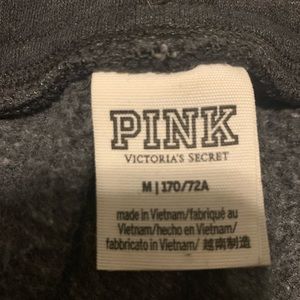 PINK
VICTORIA'S SECRET
M | 170/72A
made in Vietnam/fabriqué au
Vietnam/hecho en Vietnam/
fabbricato in Vietnam/ 越南制造